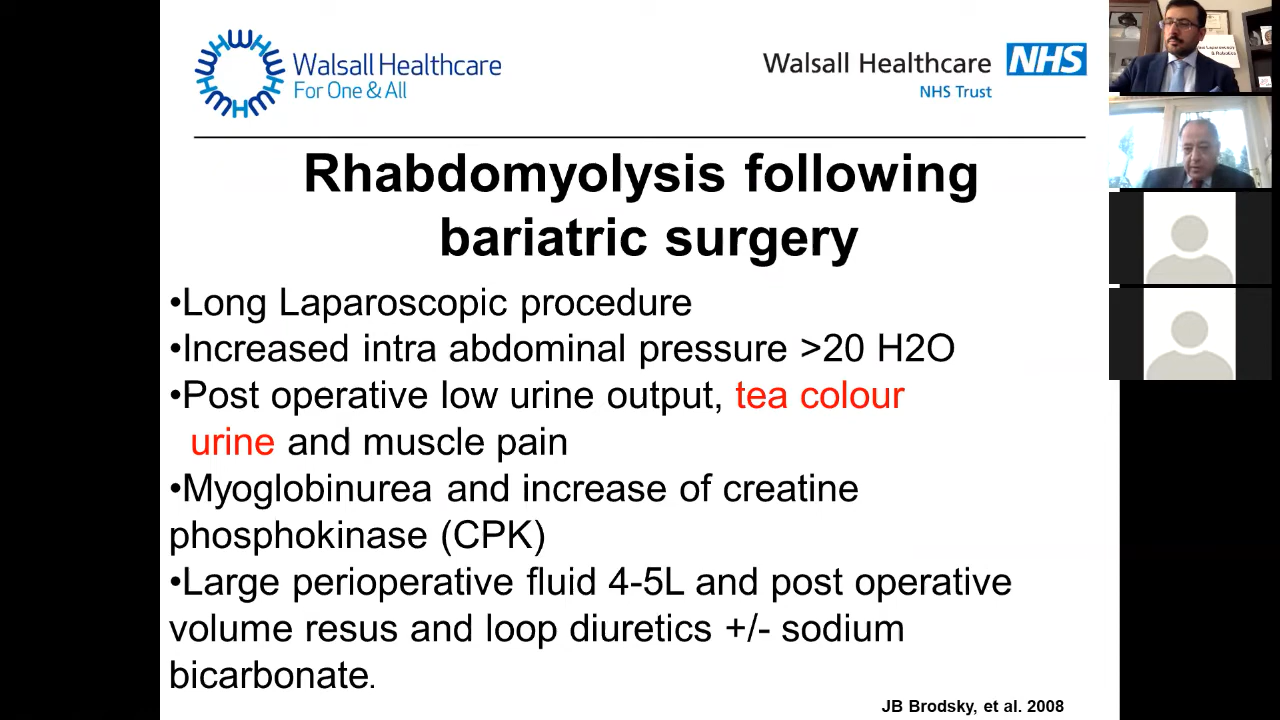 Walsall Healthcare
For One & All
Walsall Healthcare NHS
NHS Trust
Rhabdomyolysis following
bariatric surgery
•Long Laparoscopic procedure
•Increased intra abdominal pressure >20 H2O
•Post operative low urine output, tea colour
urine and muscle pain
•Myoglobinurea and increase of creatine
phosphokinase (CPK)
•Large perioperative fluid 4-5L and post operative
volume resus and loop diuretics +/- sodium
bicarbonate.
JB Brodsky, et al. 2008
Laparoscopy
& Robotics